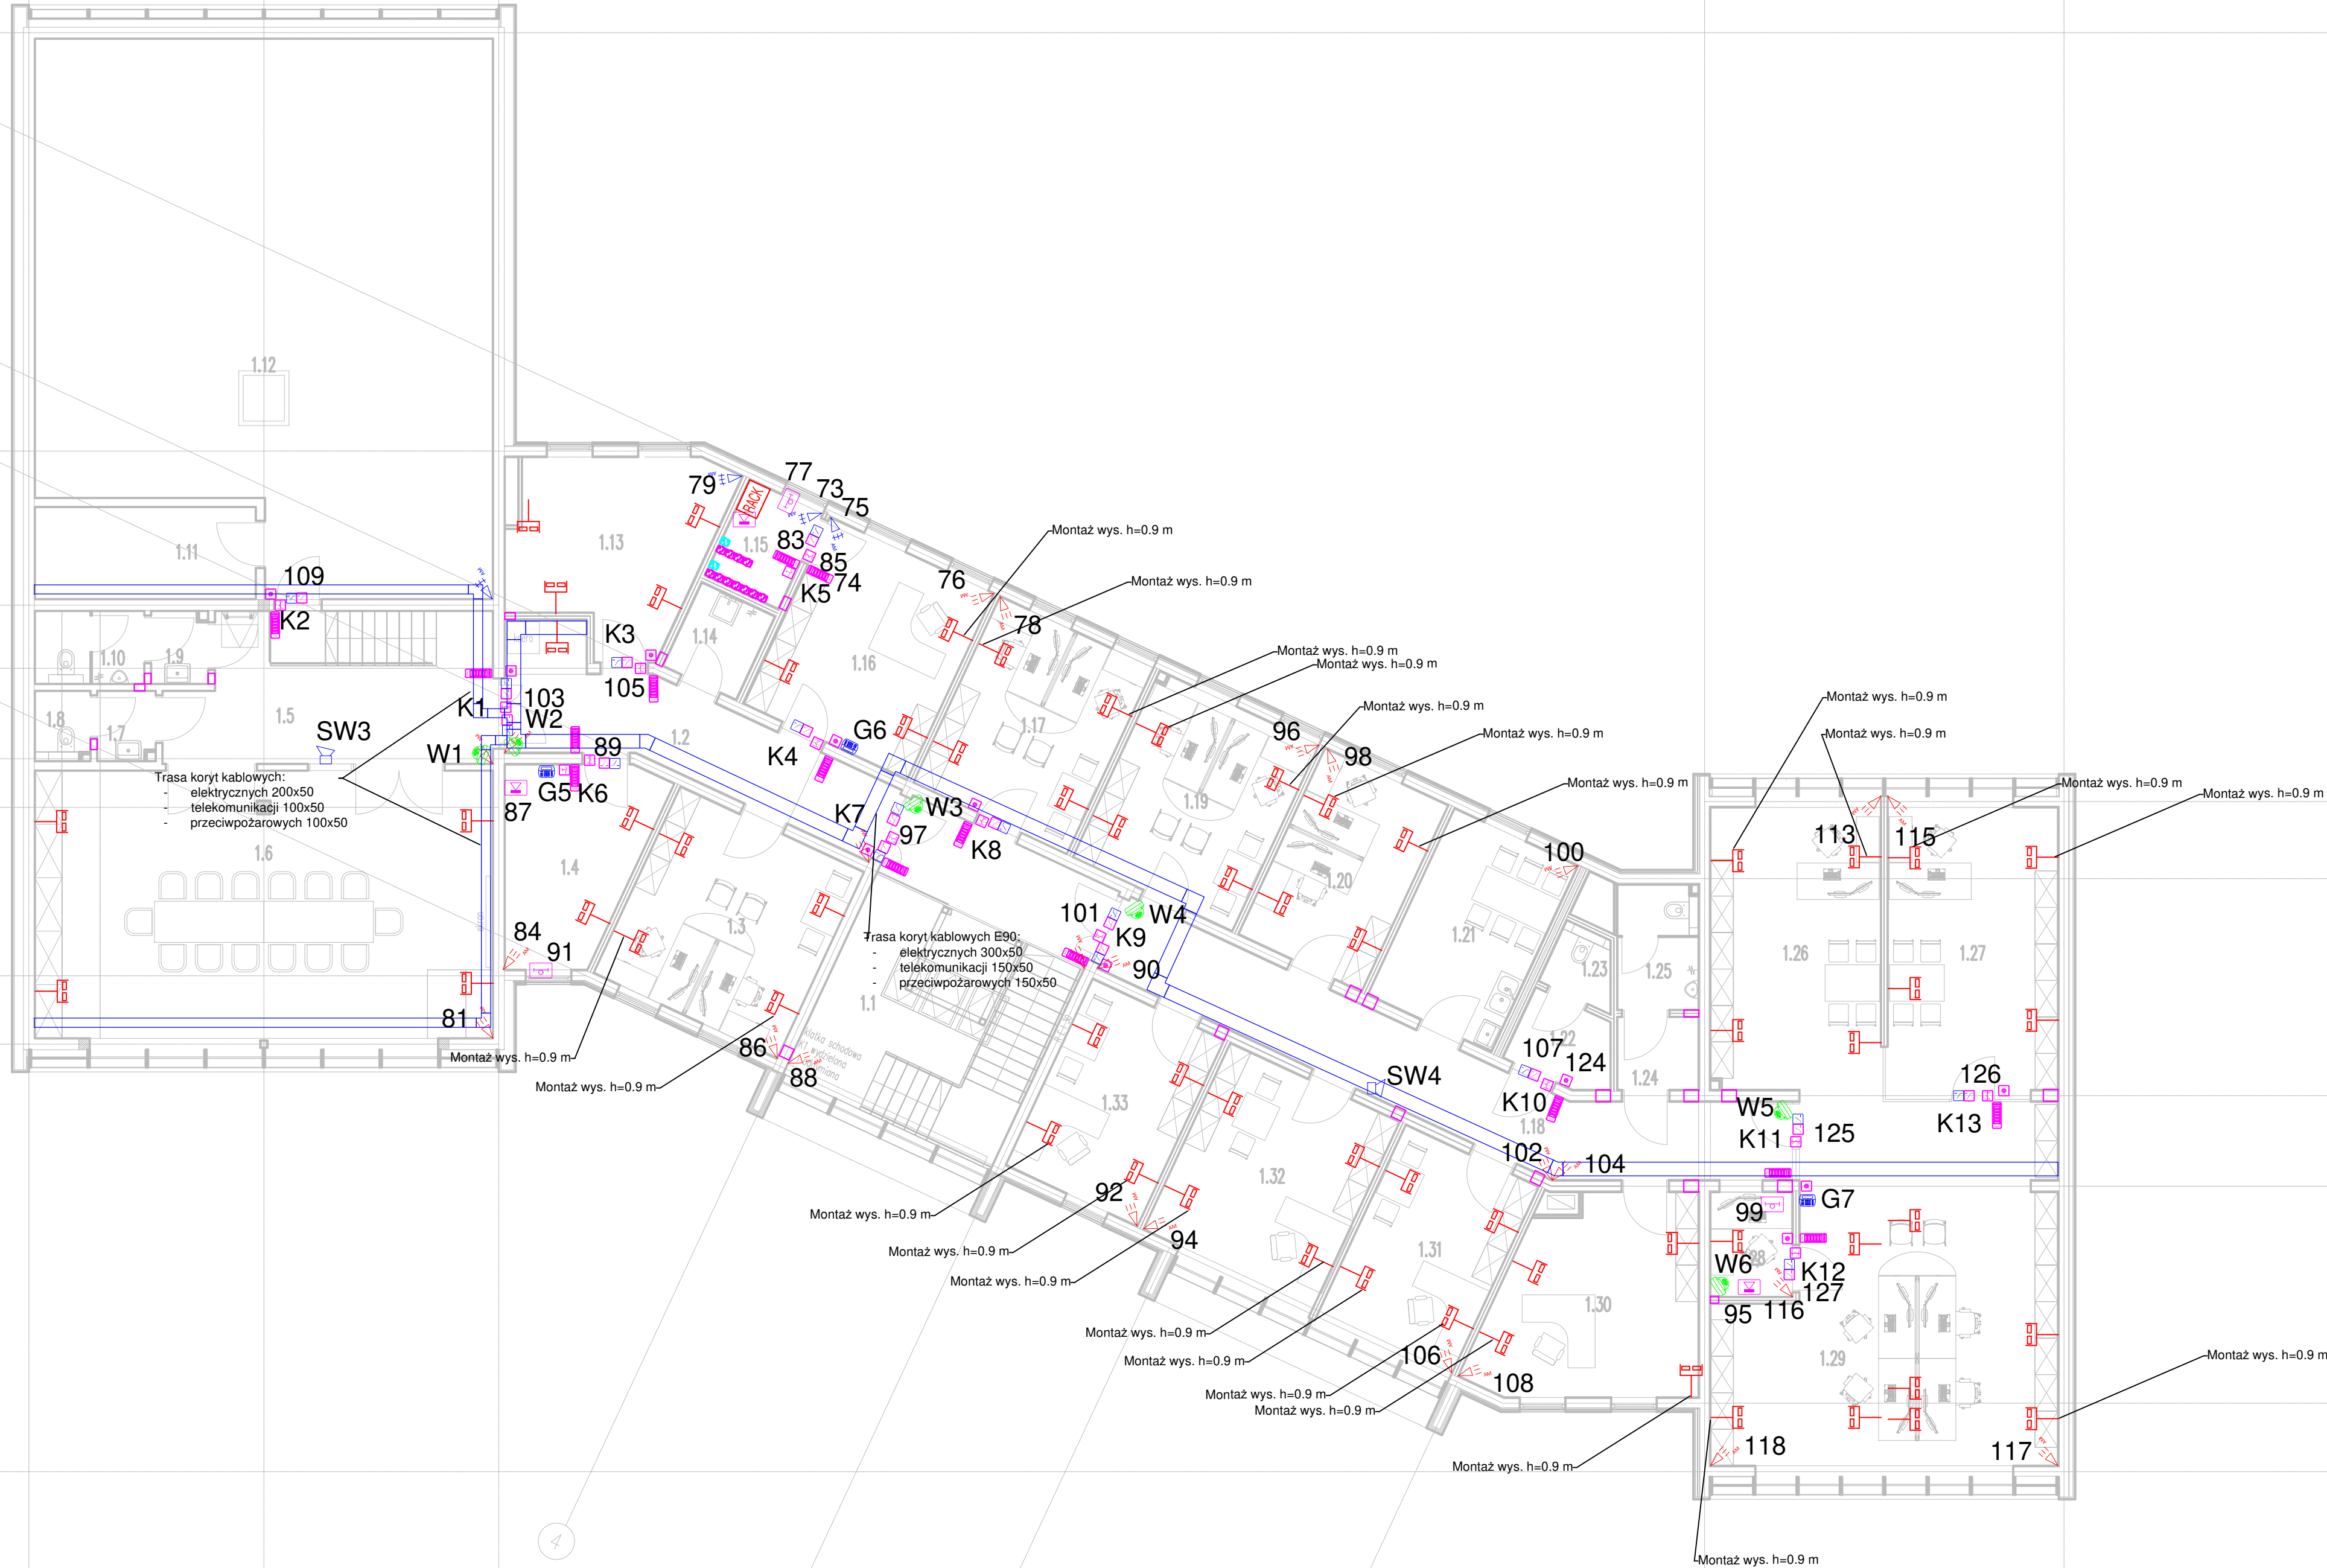 1.12
77
79
73
75
RACK
Montaż wys. h=0.9 m
83
1.13
1.15
1.11
85
109
74
76
Montaż wys. h=0.9 m
K5
K2
78
K3
1.14
Montaż wys. h=0.9 m
1.10
1.9
1.16
Montaż wys. h=0.9 m
105
103
Montaż wys. h=0.9 m
Montaż wys. h=0.9 m
K1
1.8
1.5
W2
1.7
SW3
1.17
G6
96
Montaż wys. h=0.9 m
Montaż wys. h=0.9 m
1.2
89
W1
K4
98
Trasa koryt kablowych:
- elektrycznych 200x50
- telekomunikacji 100x50
- przeciwpożarowych 100x50
G5
K6
Montaż wys. h=0.9 m
Montaż wys. h=0.9 m
Montaż wys. h=0.9 m
87
W3
K7
1.19
97
113
115
K8
1.6
100
1.4
1.20
101
W4
1.3
84
1.21
Trasa koryt kablowych E90:
- elektrycznych 300x50
- telekomunikacji 150x50
- przeciwpożarowych 150x50
K9
91
1.26
1.27
90
1.23
1.25
1.1
81
klatka schodowa
K1 wydzielona
1.22
86
Montaż wys. h=0.9 m
107
124
88
SW4
1.24
126
Montaż wys. h=0.9 m
1.33
K10
W5
K13
1.18
K11
125
102
104
1.32
92
99
G7
Montaż wys. h=0.9 m
94
1.31
Montaż wys. h=0.9 m
W6
K12
Montaż wys. h=0.9 m
127
1.30
95
116
Montaż wys. h=0.9 m
106
1.29
Montaż wys. h=0.9 m
Montaż wys. h=0.9 m
108
Montaż wys. h=0.9 m
Montaż wys. h=0.9 m
118
117
Montaż wys. h=0.9 m
4
Montaż wys. h=0.9 m